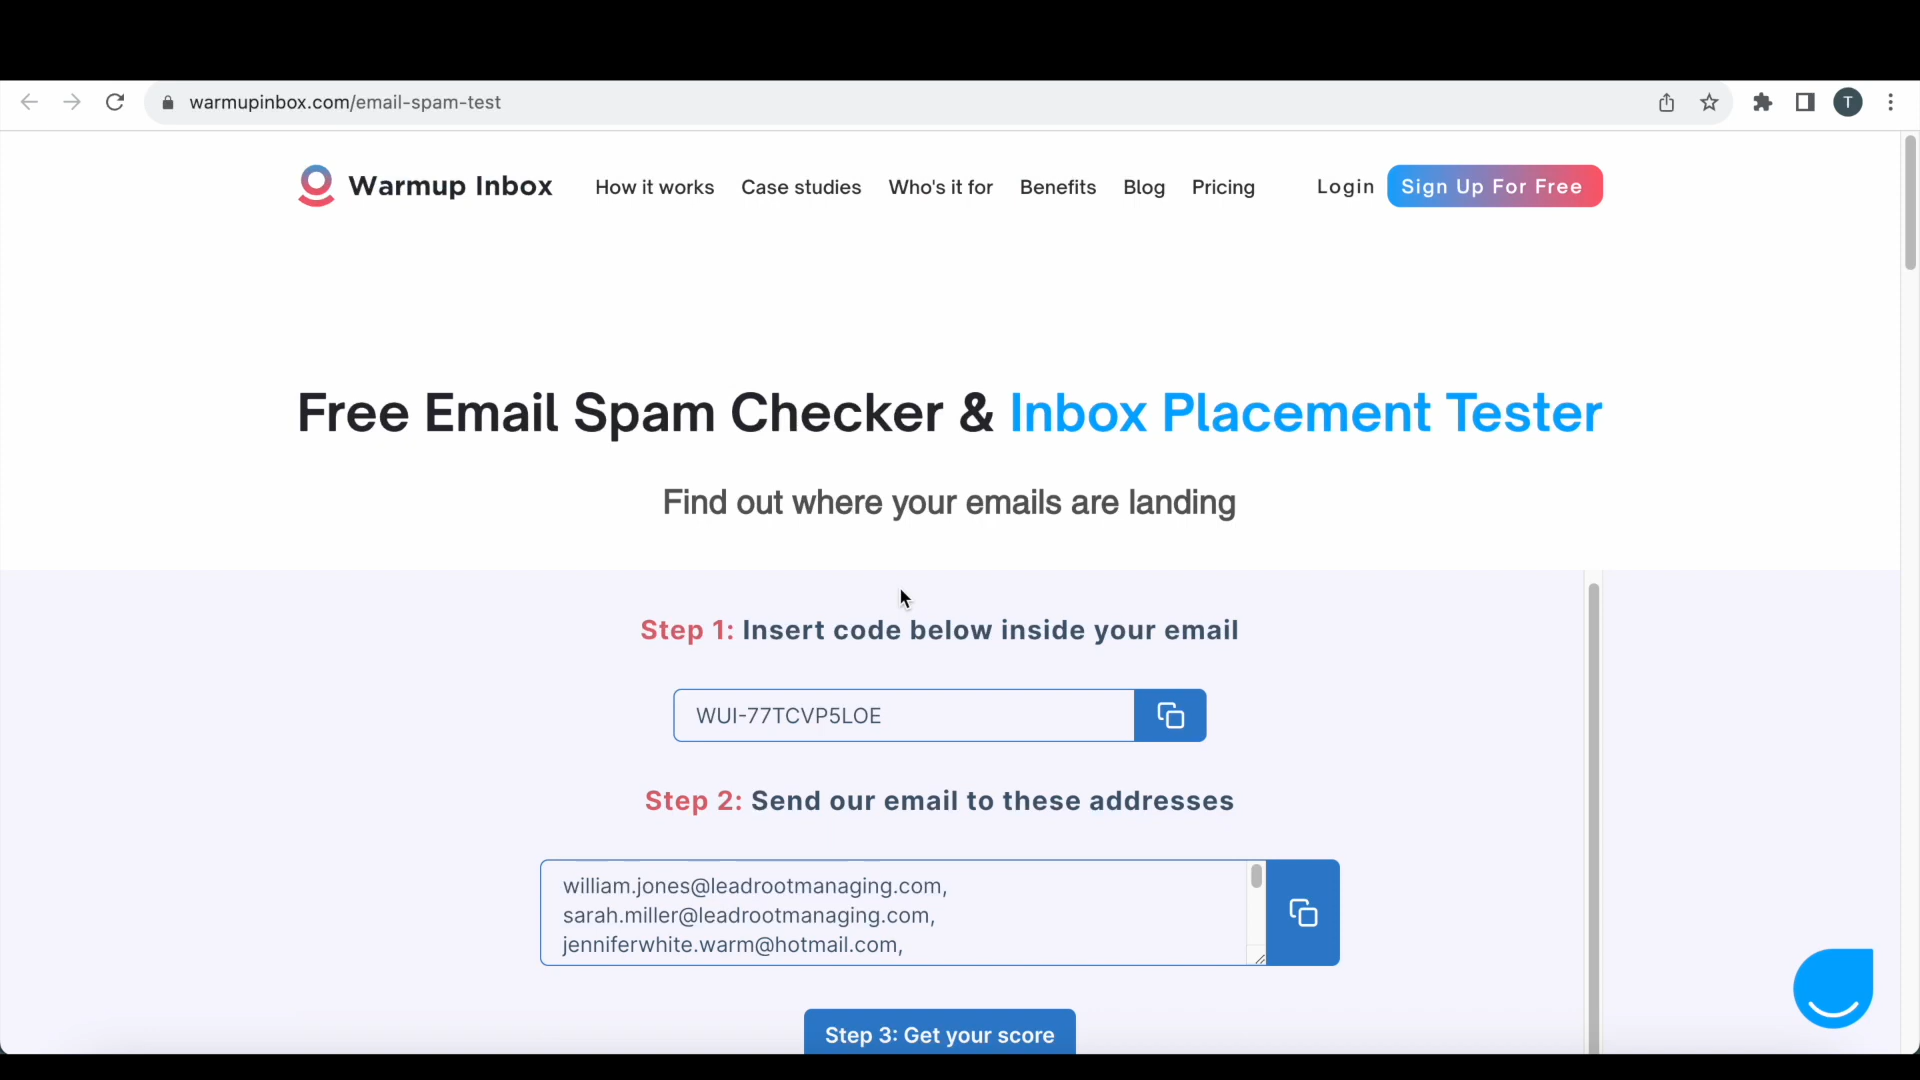 warmupinbox.com/email-spam-test
T
Warmup Inbox
How it works
Case studies
Who's it for
Benefits
Blog
Pricing
Login
Sign Up For Free
Free Email Spam Checker & Inbox Placement Tester
Find out where your emails are landing
Step 1: Insert code below inside your email
WUI-77TCVP5LOE
Step 2: Send our email to these addresses
william.jones@leadrootmanaging.com,
sarah.miller@leadrootmanaging.com,
jenniferwhite.warm@hotmail.com,
Step 3: Get your score